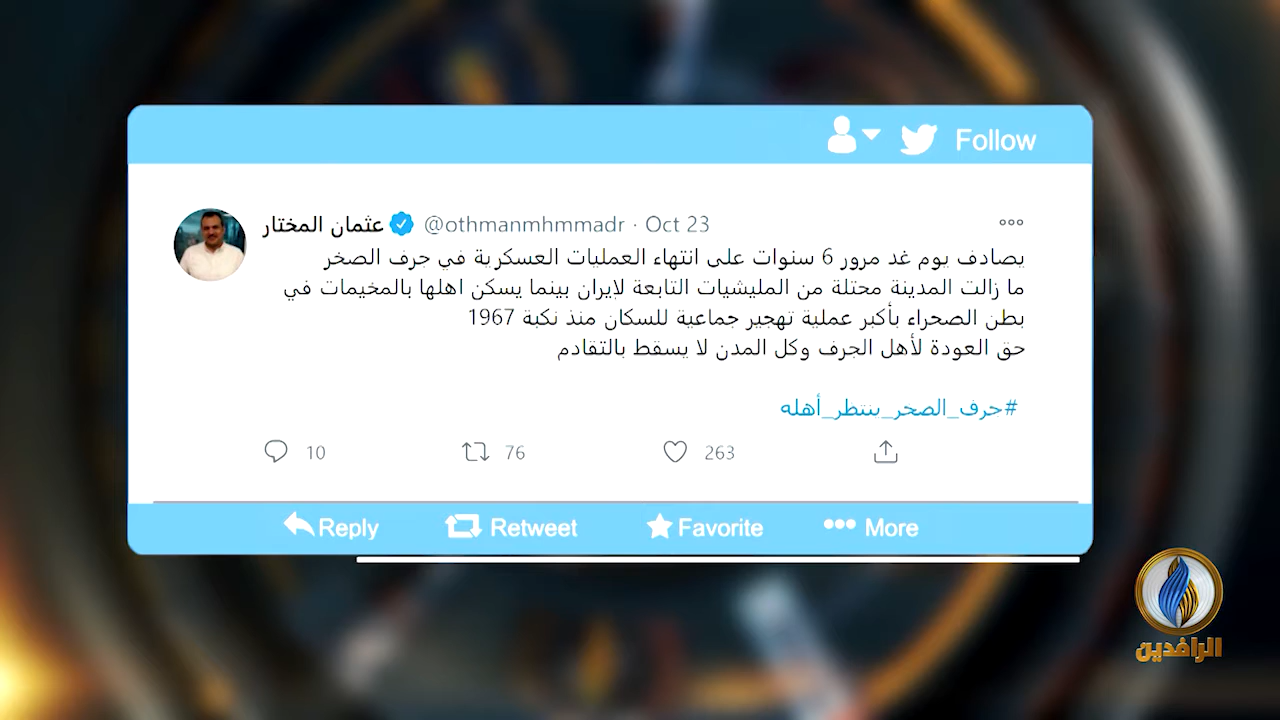 Follow
عثمان المختار @othmanmhmmadr · Oct 23
يصادف يوم غد مرور 6 سنوات على انتهاء العمليات العسكرية في جرف الصخر
ما زالت المدينة محتلة من المليشيات التابعة لإيران بينما يسكن اهلها بالمخيمات في
بطن الصحراء بأكبر عملية تهجير جماعية للسكان منذ نكبة 1967
حق العودة لأهل الجرف وكل المدن لا يسقط بالتقادم
#جرف_الصخر_ينتظر_أهله
10 76 263
Reply Retweet Favorite More
الرافدين